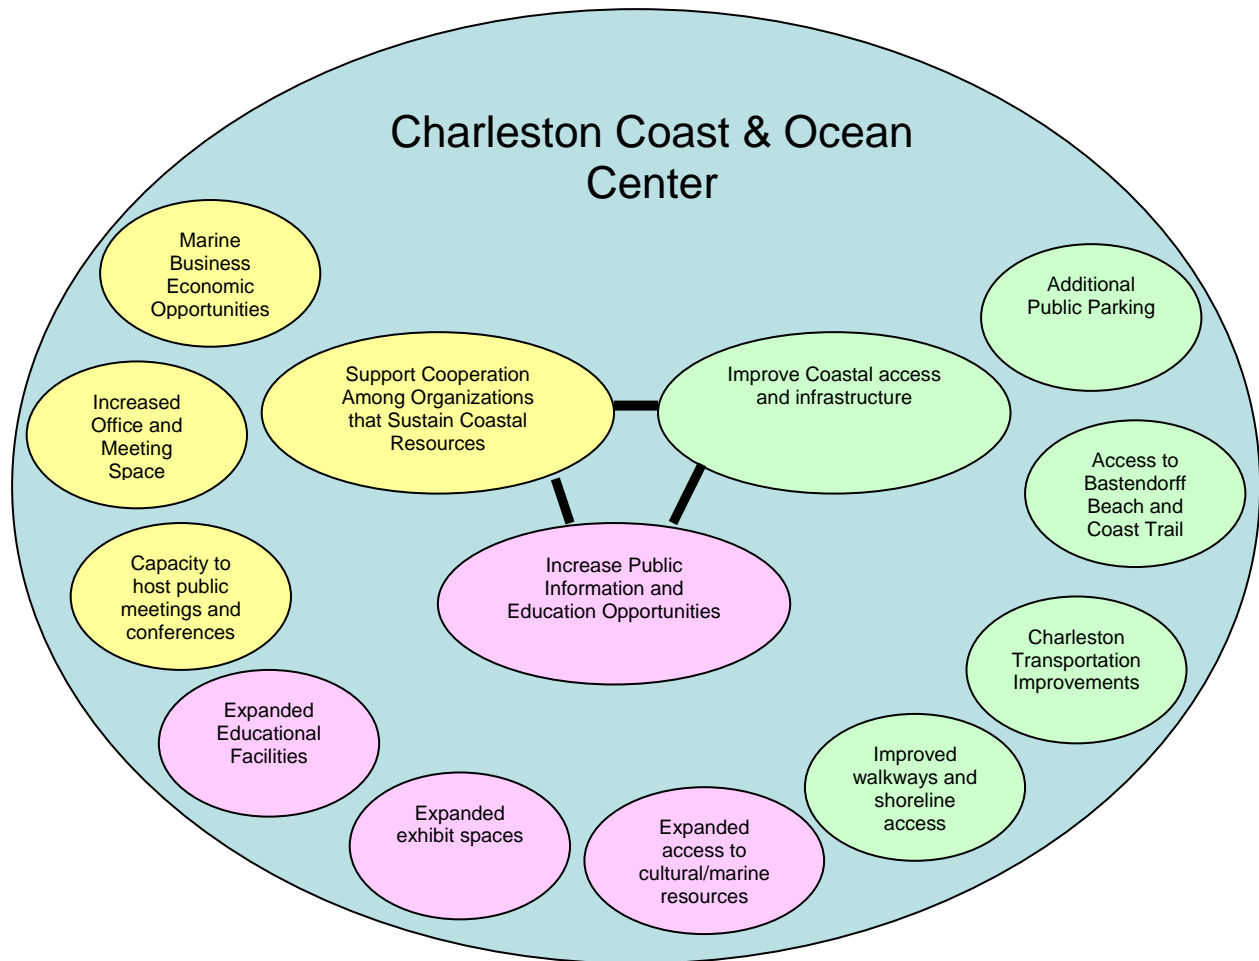 Charleston Coast & Ocean
Center
Marine
Business
Economic
Opportunities
Increased
Office and
Meeting
Space
Capacity to
host public
meetings and
conferences
Support Cooperation
Among Organizations
that Sustain Coastal
Resources
Improve Coastal access
and infrastructure
Increase Public
Information and
Education Opportunities
Additional
Public Parking
Access to
Bastendorff
Beach and
Coast Trail
Charleston
Transportation
Improvements
Improved
walkways and
shoreline
access
Expanded
Educational
Facilities
Expanded
exhibit spaces
Expanded
access to
cultural/marine
resources